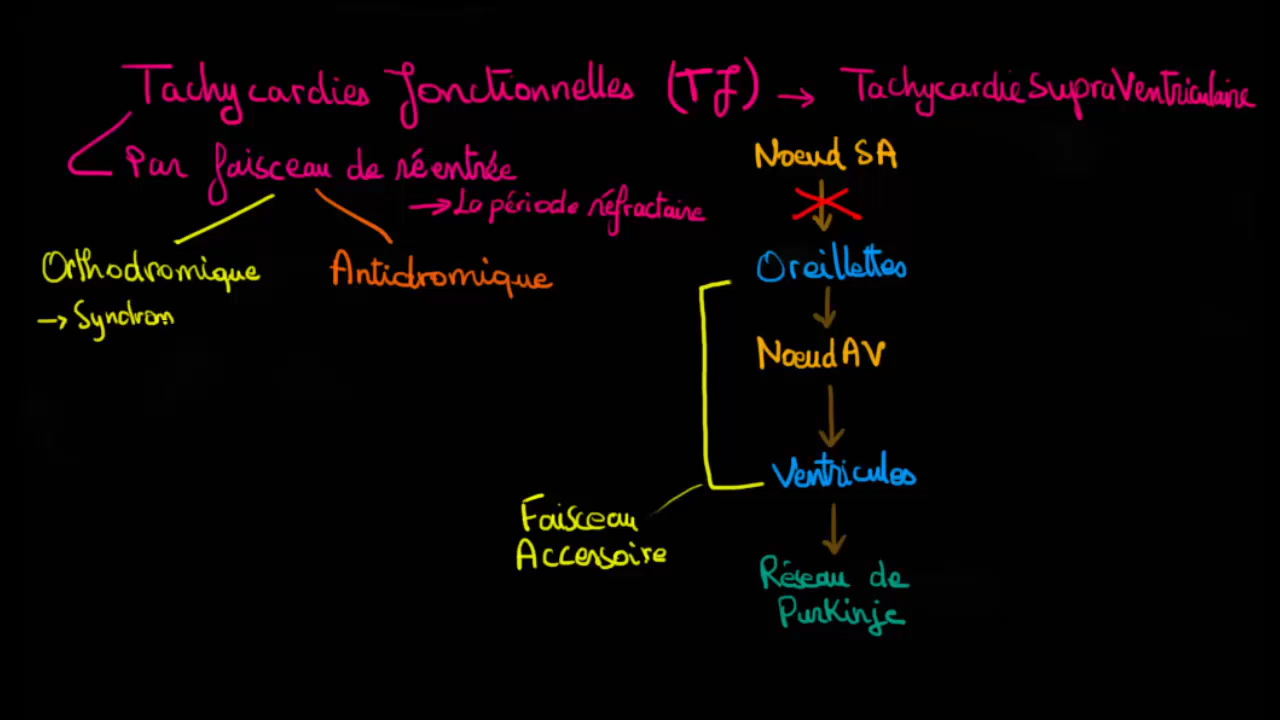 Tachycardies Jonctionnelles (TJ) → Tachycardie SupraVentriculaire
Par faisceau de réentrée
→ La période réfractaire
Orthodromique
→ Syndrom
Antidromique
Noeud SA
Oreillettes
Noeud AV
Ventricules
Réseau de
Purkinje
Faisceau
Accessoire